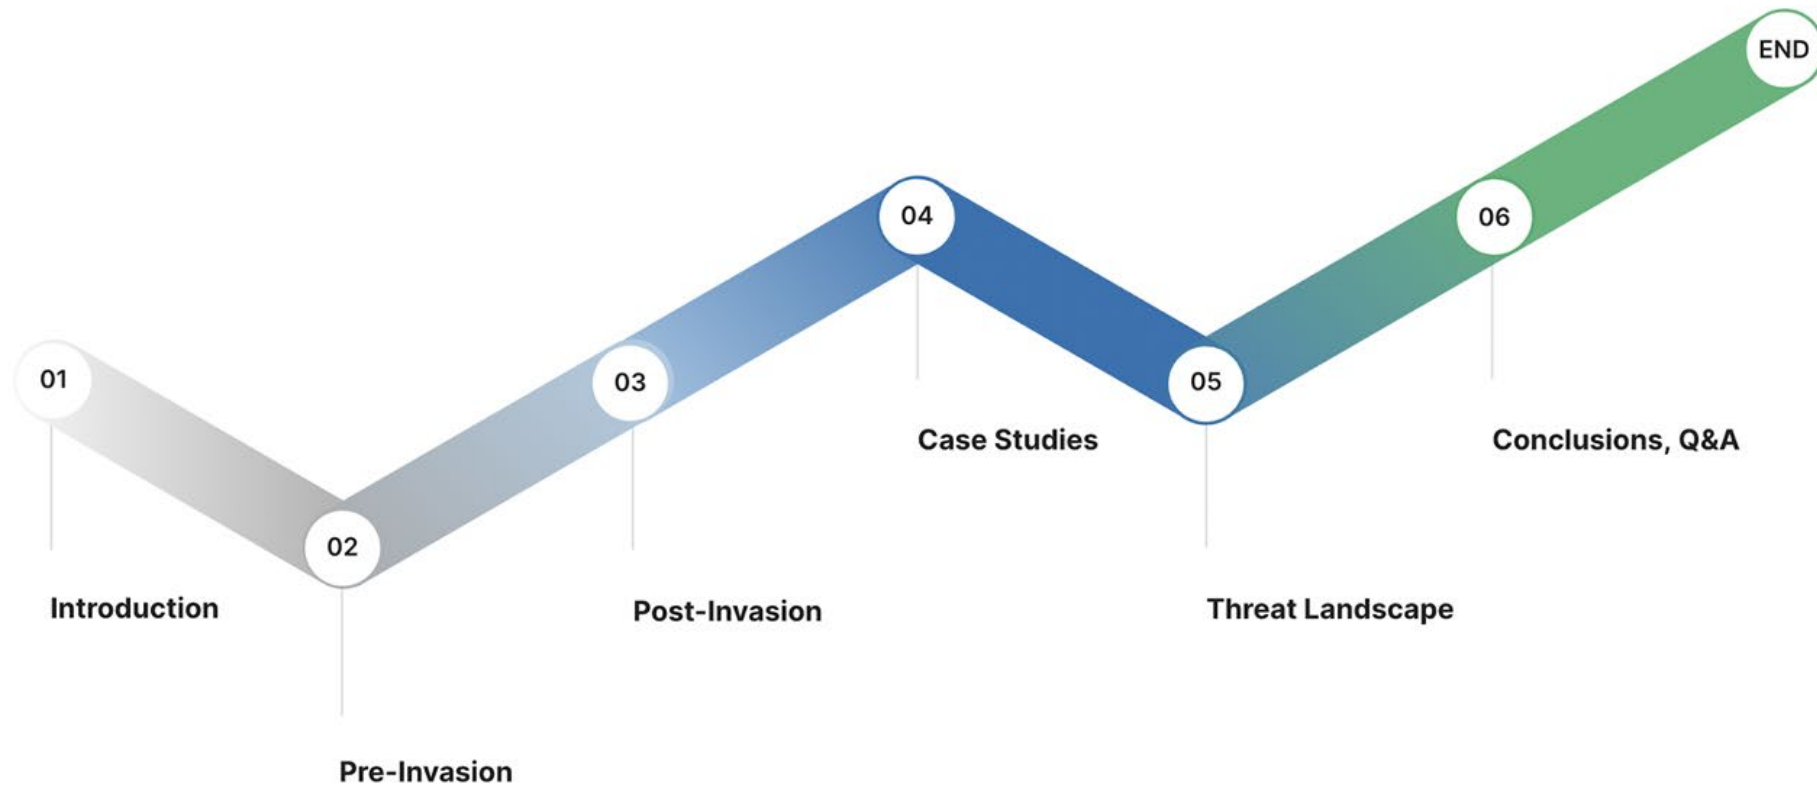 01
Introduction
02
Pre-Invasion
03
Post-Invasion
04
Case Studies
05
Threat Landscape
06
Conclusions, Q&A
END